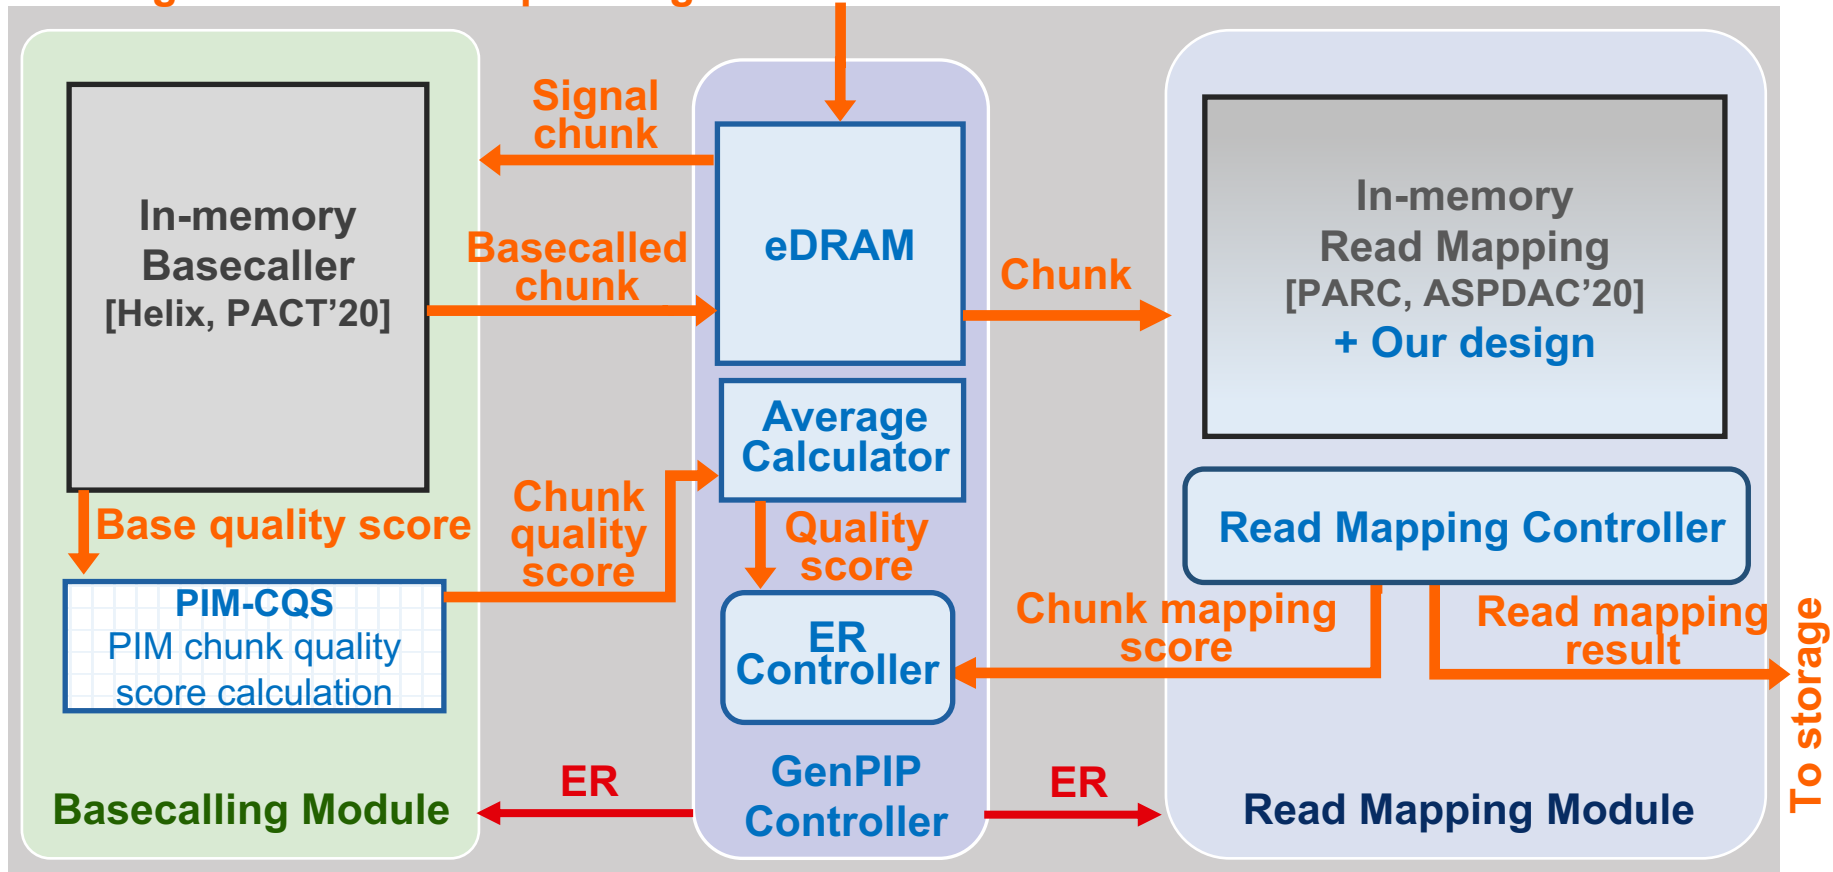 Signal
chunk
In-memory
Basecaller
[Helix, PACT’20]
Basecalled
chunk
eDRAM
Chunk
In-memory
Read Mapping
[PARC, ASPDAC’20]
+ Our design
Average
Calculator
Base quality score
Chunk
quality
score
Quality
score
Read Mapping Controller
PIM-CQS
PIM chunk quality
score calculation
ER
Controller
Chunk mapping
score
Read mapping
result
To storage
ER
GenPIP
Controller
ER
Basecalling Module
Read Mapping Module